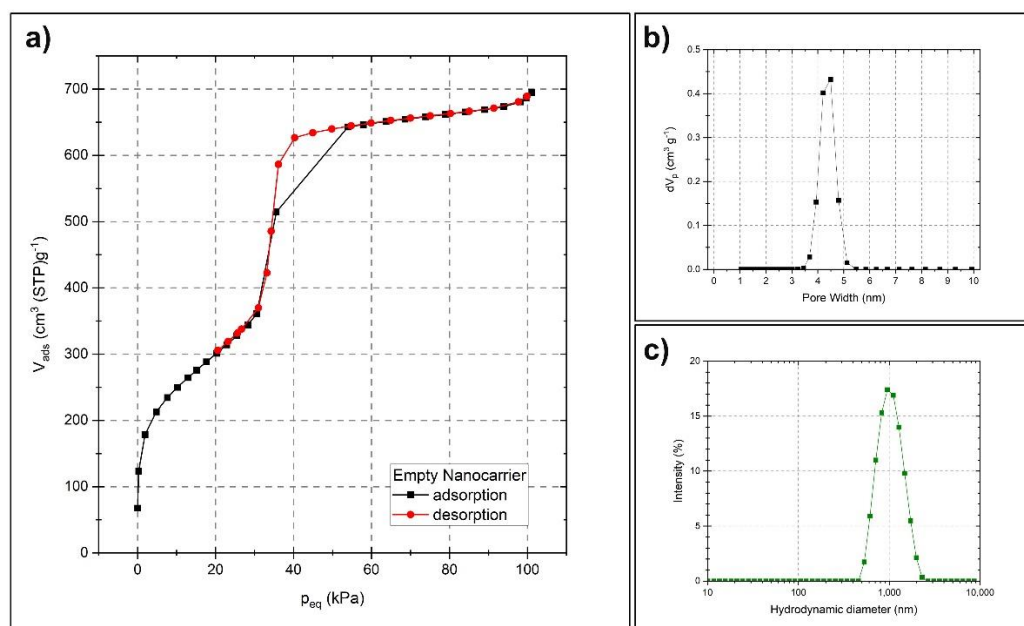 a)
V_ads (cm³ (STP)g⁻¹)
700
600
500
400
300
200
100
0
0 20 40 60 80 100
p_eq (kPa)
Empty Nanocarrier
adsorption
desorption
b)
dV_p (cm³ g⁻¹)
0.5
0.4
0.3
0.2
0.1
0.0
0 1 2 3 4 5 6 7 8 9 10
Pore Width (nm)
c)
Intensity (%)
20
15
10
5
0
10 100 1,000 10,000
Hydrodynamic diameter (nm)